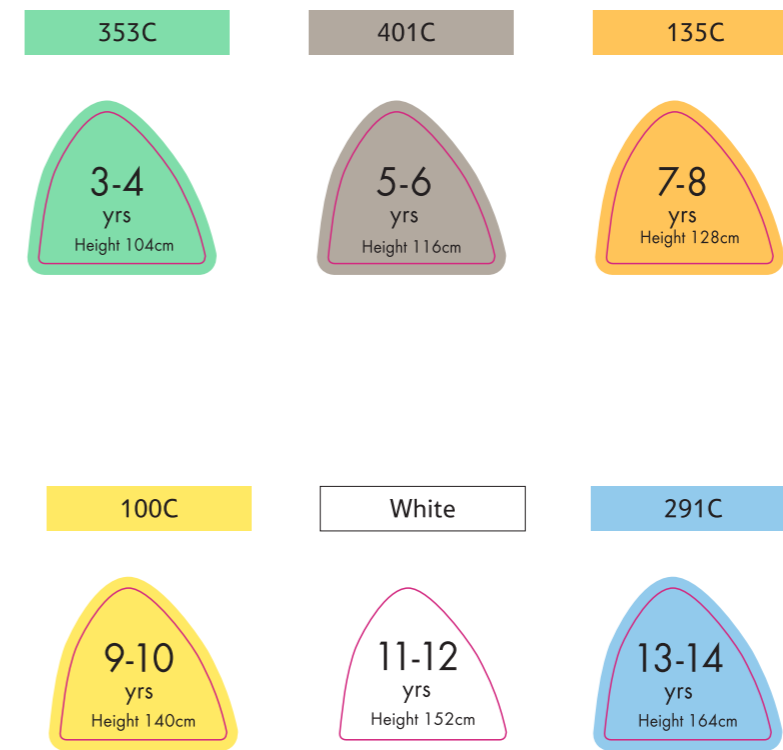 353C
401C
135C
3-4
yrs
Height 104cm
5-6
yrs
Height 116cm
7-8
yrs
Height 128cm
100C
White
291C
9-10
yrs
Height 140cm
11-12
yrs
Height 152cm
13-14
yrs
Height 164cm